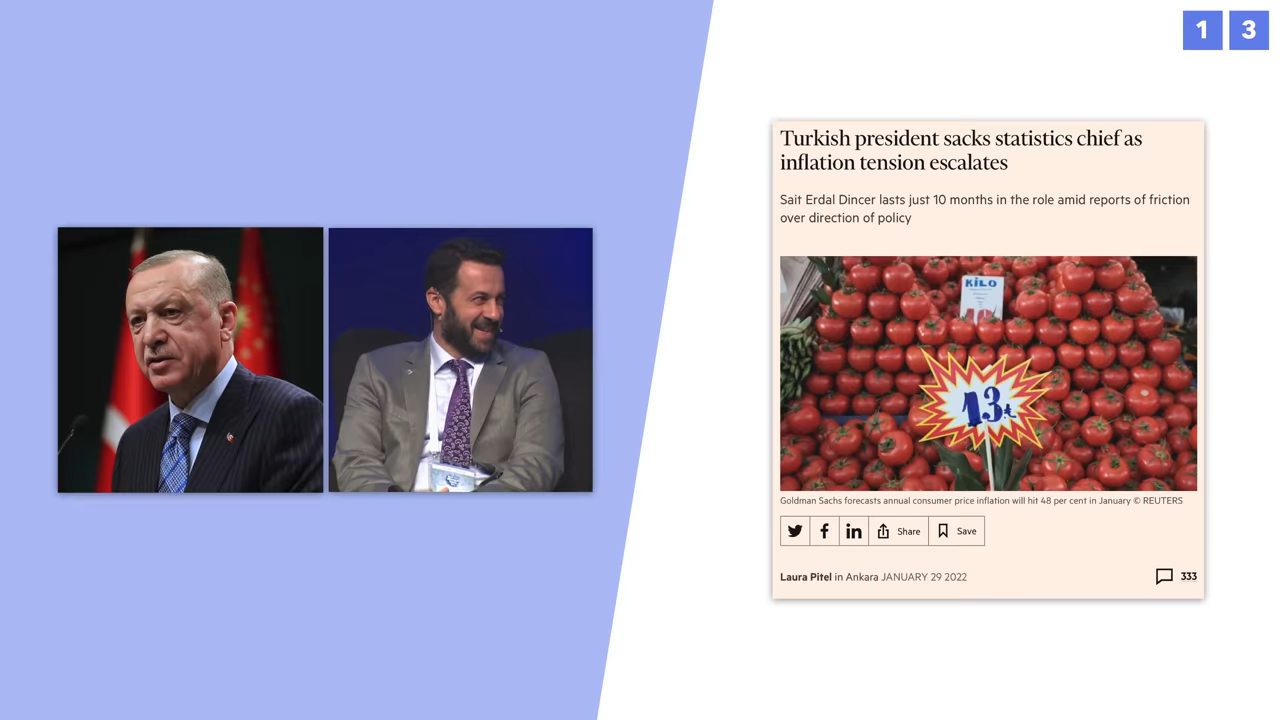 1 3
Turkish president sacks statistics chief as
inflation tension escalates
Sait Erdal Dincer lasts just 10 months in the role amid reports of friction
over direction of policy
KİLO
13₺
Goldman Sachs forecasts annual consumer price inflation will hit 48 per cent in January © REUTERS
Share Save
Laura Pitel in Ankara JANUARY 29 2022
333